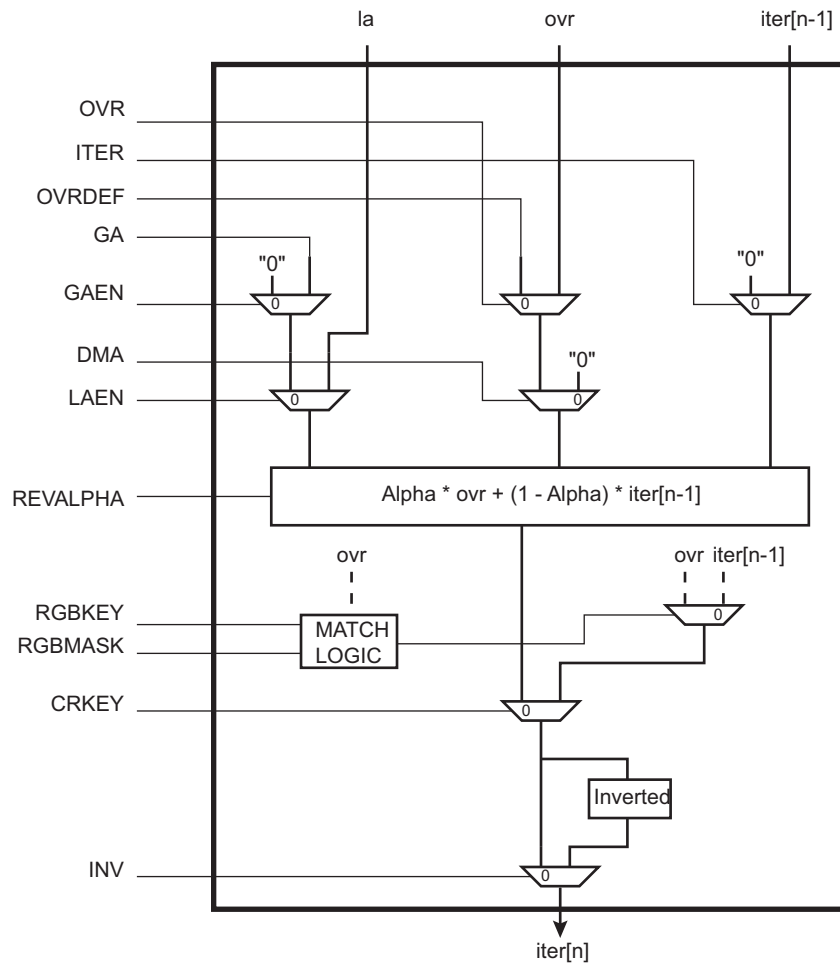 la ovr iter[n-1]
OVR
ITER
OVRDEF
GA
"0" "0"
GAEN 0 0 0
DMA "0"
LAEN 0 0
REVALPHA Alpha * ovr + (1 - Alpha) * iter[n-1]
ovr ovr iter[n-1]
RGBKEY 0
RGBMASK MATCH
LOGIC
CRKEY 0
Inverted
INV 0
iter[n]